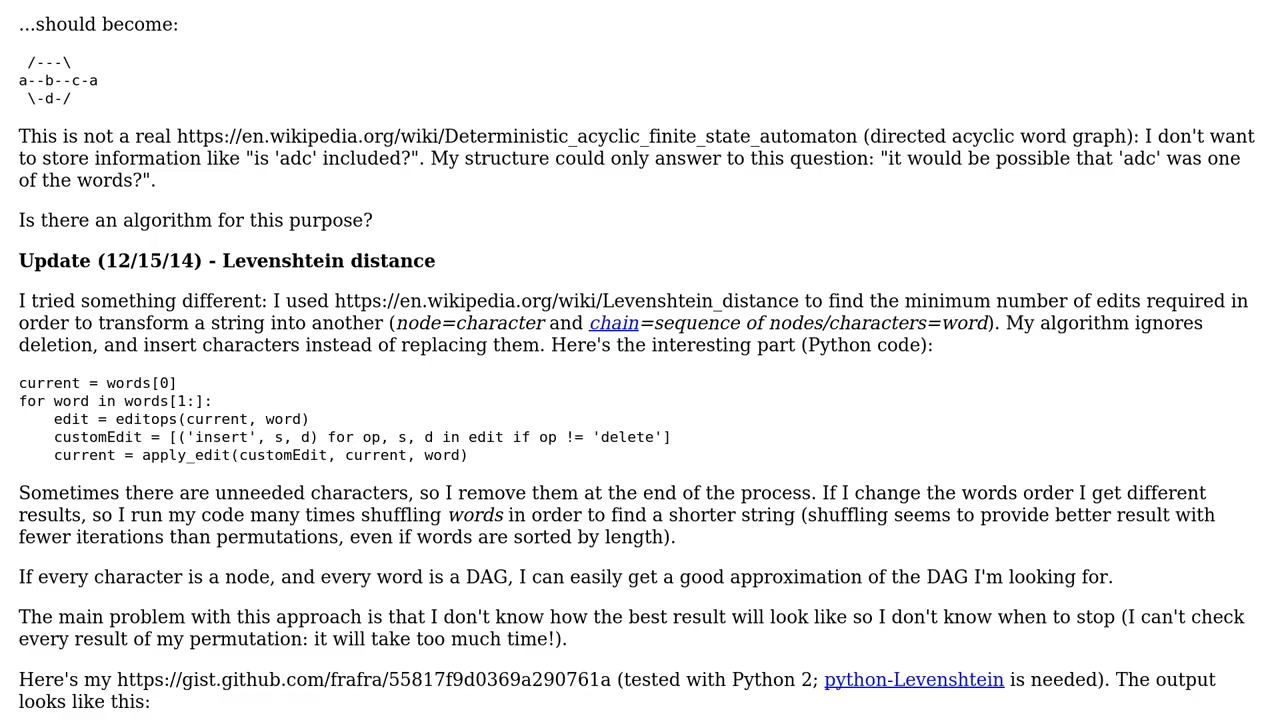 ...should become:
 /---\
a--b--c-a
 \-d-/
This is not a real https://en.wikipedia.org/wiki/Deterministic_acyclic_finite_state_automaton (directed acyclic word graph): I don't want
to store information like "is 'adc' included?". My structure could only answer to this question: "it would be possible that 'adc' was one
of the words?".
Is there an algorithm for this purpose?
Update (12/15/14) - Levenshtein distance
I tried something different: I used https://en.wikipedia.org/wiki/Levenshtein_distance to find the minimum number of edits required in
order to transform a string into another (node=character and chain=sequence of nodes/characters=word). My algorithm ignores
deletion, and insert characters instead of replacing them. Here's the interesting part (Python code):
current = words[0]
for word in words[1:]:
    edit = editops(current, word)
    customEdit = [('insert', s, d) for op, s, d in edit if op != 'delete']
    current = apply_edit(customEdit, current, word)
Sometimes there are unneeded characters, so I remove them at the end of the process. If I change the words order I get different
results, so I run my code many times shuffling words in order to find a shorter string (shuffling seems to provide better result with
fewer iterations than permutations, even if words are sorted by length).
If every character is a node, and every word is a DAG, I can easily get a good approximation of the DAG I'm looking for.
The main problem with this approach is that I don't know how the best result will look like so I don't know when to stop (I can't check
every result of my permutation: it will take too much time!).
Here's my https://gist.github.com/frafra/55817f9d0369a290761a (tested with Python 2; python-Levenshtein is needed). The output
looks like this: